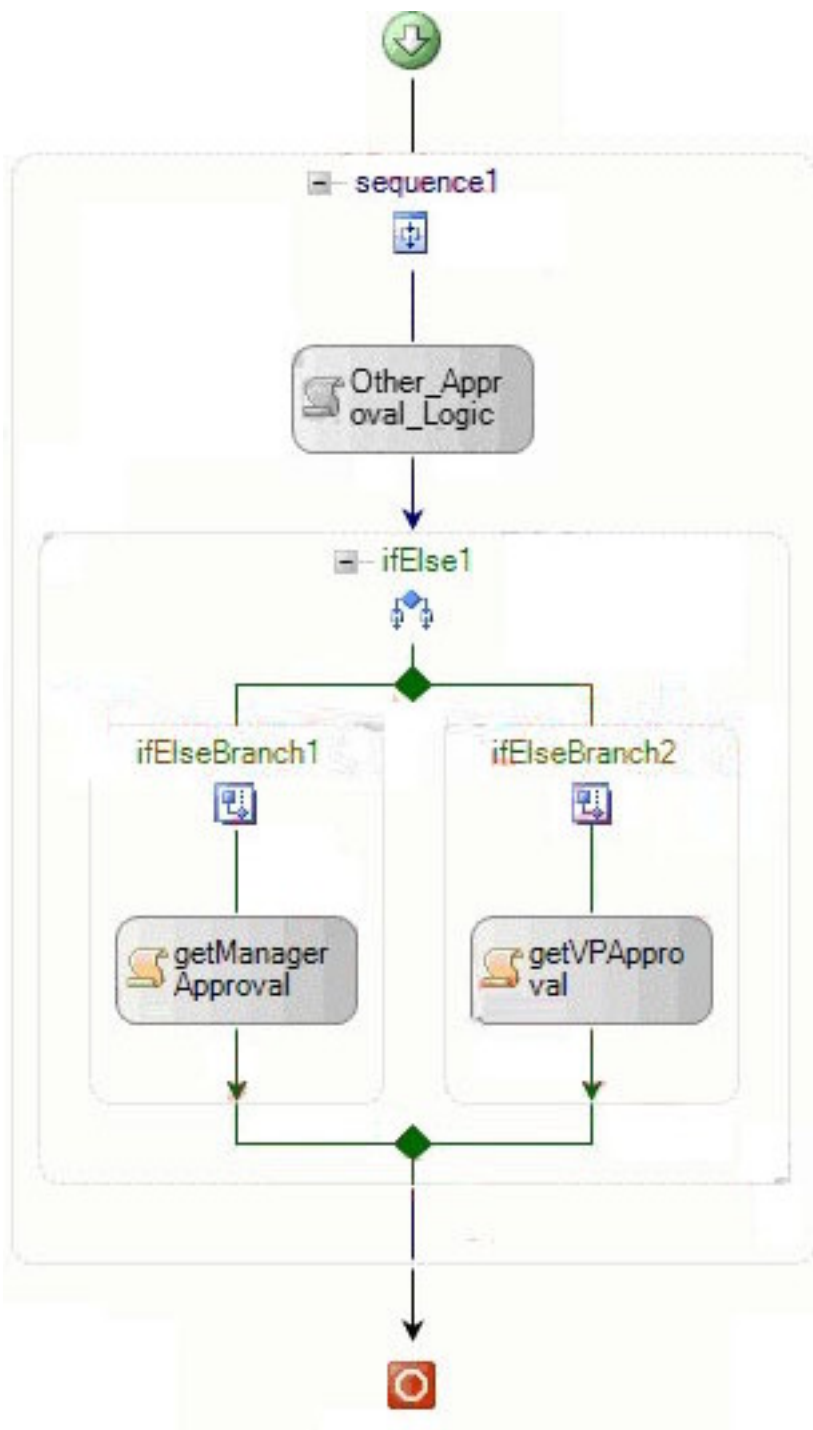 sequence1
Other_Appr
oval_Logic
ifElse1
ifElseBranch1
getManager
Approval
ifElseBranch2
getVPAppro
val